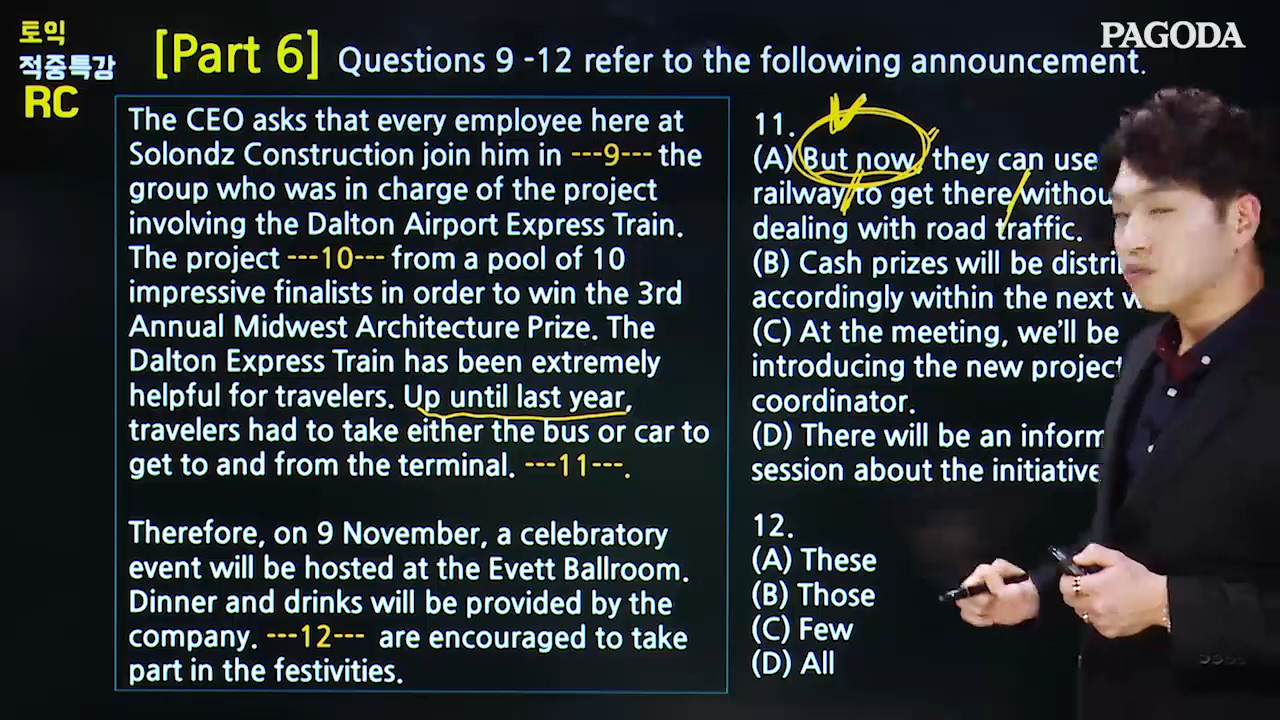 토익
적중특강
RC
[Part 6] Questions 9 -12 refer to the following announcement.
PAGODA
The CEO asks that every employee here at
Solondz Construction join him in ---9--- the
group who was in charge of the project
involving the Dalton Airport Express Train.
The project ---10--- from a pool of 10
impressive finalists in order to win the 3rd
Annual Midwest Architecture Prize. The
Dalton Express Train has been extremely
helpful for travelers. Up until last year,
travelers had to take either the bus or car to
get to and from the terminal. ---11---.
Therefore, on 9 November, a celebratory
event will be hosted at the Evett Ballroom.
Dinner and drinks will be provided by the
company. ---12--- are encouraged to take
part in the festivities.
11.
(A) But now, they can use
railway to get there
dealing with road traffic.
(B) Cash prizes will be
accordingly within the next
(C) At the meeting, we'll be
introducing the new project
coordinator.
(D) There will be an
session about the initiative
12.
(A) These
(B) Those
(C) Few
(D) All